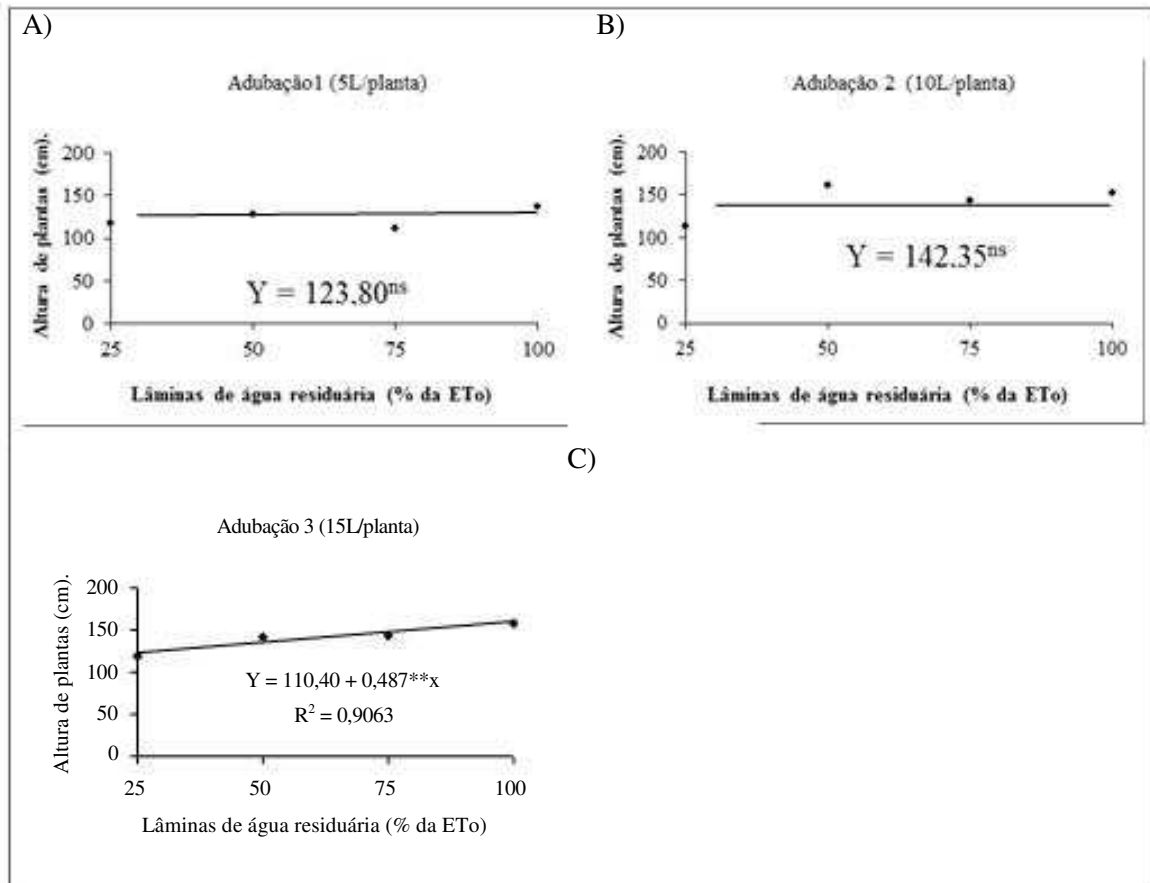 A)
Adubação1 (5L/planta)
Altura de plantas (cm).
200
150
100
50
0
Y = 123,80ⁿˢ
25 50 75 100
Lâminas de água residuária (% da ETo)
B)
Adubação 2 (10L/planta)
Altura de plantas (cm).
200
150
100
50
0
Y = 142,35ⁿˢ
25 50 75 100
Lâminas de água residuária (% da ETo)
C)
Adubação 3 (15L/planta)
Altura de plantas (cm).
200
150
100
50
0
Y = 110,40 + 0,487**x
R² = 0,9063
25 50 75 100
Lâminas de água residuária (% da ETo)